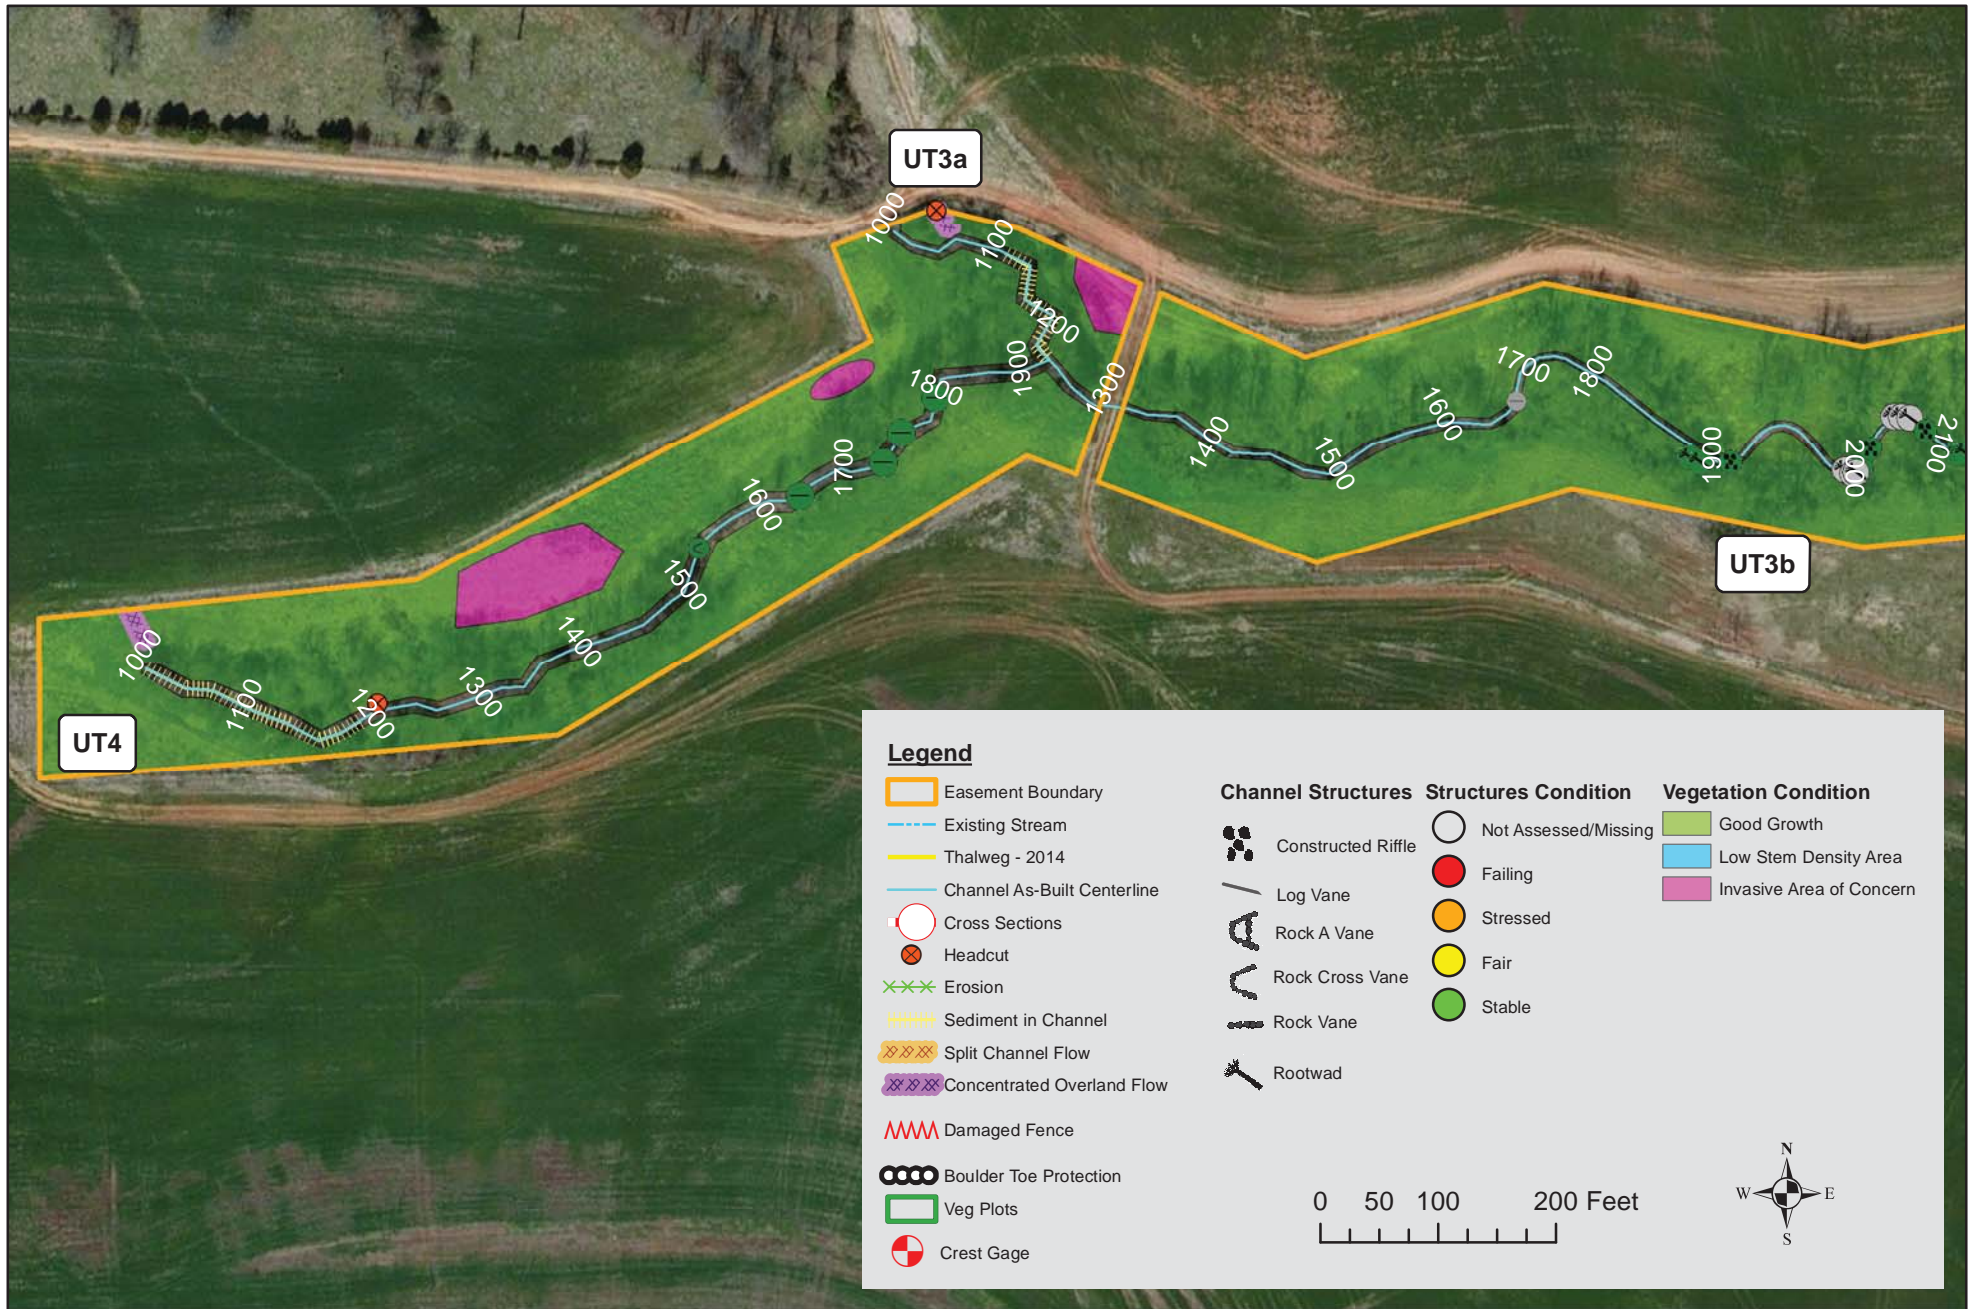 UT3a
1000
1100
1200
1900
1800
1300
1700
1600
1500
1400
1300
1200
1100
1000
UT4
1400
1500
1600
1700
1800
1900
2000
2100
UT3b
Legend
Easement Boundary
Existing Stream
Thalweg - 2014
Channel As-Built Centerline
Cross Sections
Headcut
Erosion
Sediment in Channel
Split Channel Flow
Concentrated Overland Flow
Damaged Fence
Boulder Toe Protection
Veg Plots
Crest Gage
Channel Structures
Constructed Riffle
Log Vane
Rock A Vane
Rock Cross Vane
Rock Vane
Rootwad
Structures Condition
Not Assessed/Missing
Failing
Stressed
Fair
Stable
Vegetation Condition
Good Growth
Low Stem Density Area
Invasive Area of Concern
0 50 100 200 Feet
N
W E
S